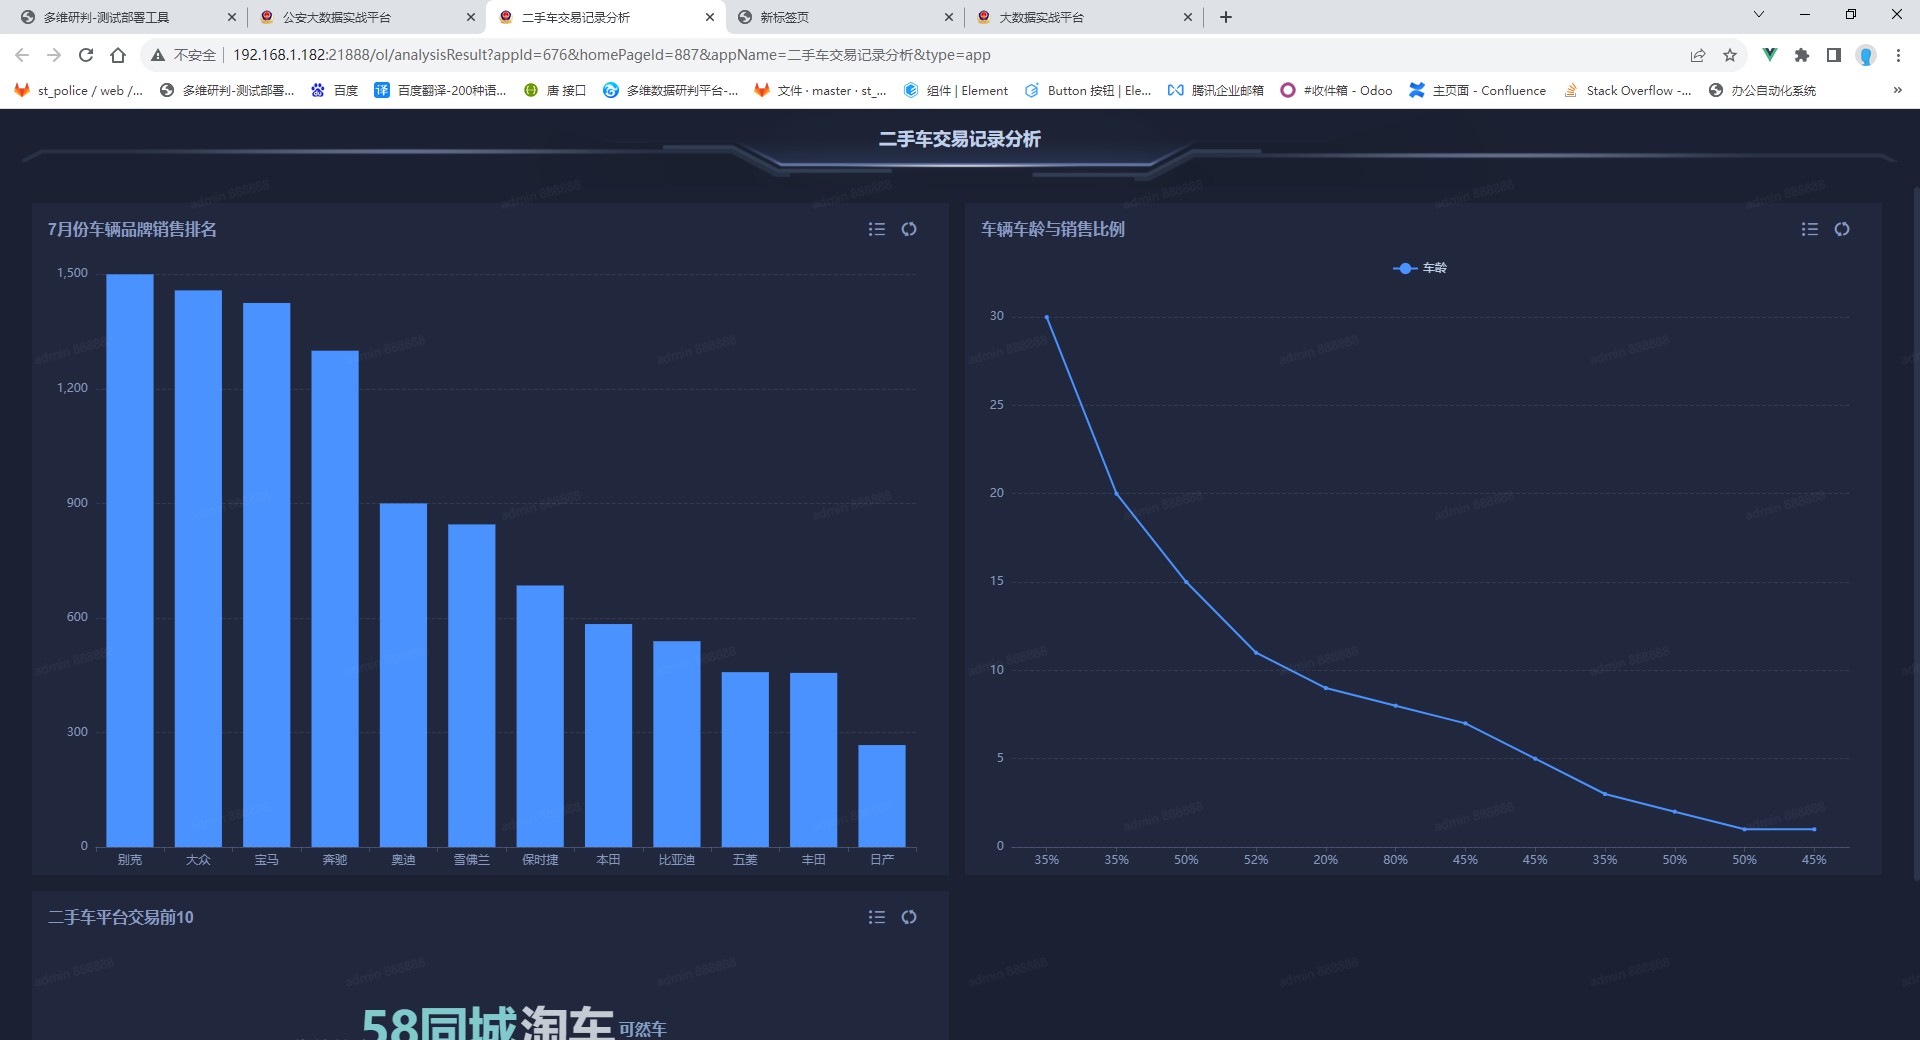 多维研判-测试部署工具
公安大数据实战平台
二手车交易记录分析
新标签页
大数据实战平台
不安全
192.168.1.182:21888/ol/analysisResult?appId=676&homePageId=887&appName=二手车交易记录分析&type=app
st_police / web /...
多维研判-测试部署...
百度
译 百度翻译-200种语...
唐 接口
多维数据研判平台-...
文件 · master · st_...
组件 | Element
Button 按钮 | Ele...
腾讯企业邮箱
#收件箱 - Odoo
主页面 - Confluence
Stack Overflow -...
办公自动化系统
二手车交易记录分析
7月份车辆品牌销售排名
1,500
1,200
900
600
300
0
别克 大众 宝马 奔驰 奥迪 雪佛兰 保时捷 本田 比亚迪 五菱 丰田 日产
车辆车龄与销售比例
车龄
30
25
20
15
10
5
0
35% 35% 50% 52% 20% 80% 45% 45% 35% 50% 50% 45%
二手车平台交易前10
58同城 淘车 可然车
admin 888888